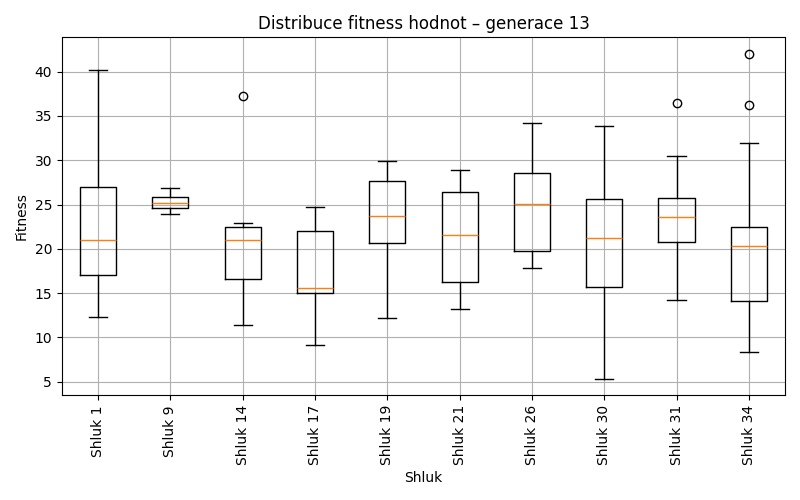 Distribuce fitness hodnot – generace 13
Fitness
40
35
30
25
20
15
10
5
Shluk 1
Shluk 9
Shluk 14
Shluk 17
Shluk 19
Shluk 21
Shluk 26
Shluk 30
Shluk 31
Shluk 34
Shluk